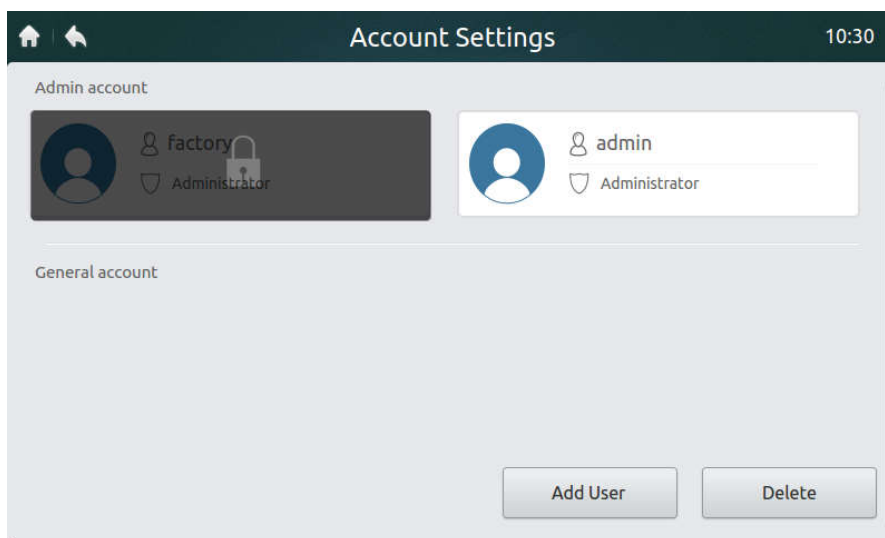 Account Settings 10:30
Admin account
factory admin
Administrator Administrator
General account
Add User Delete